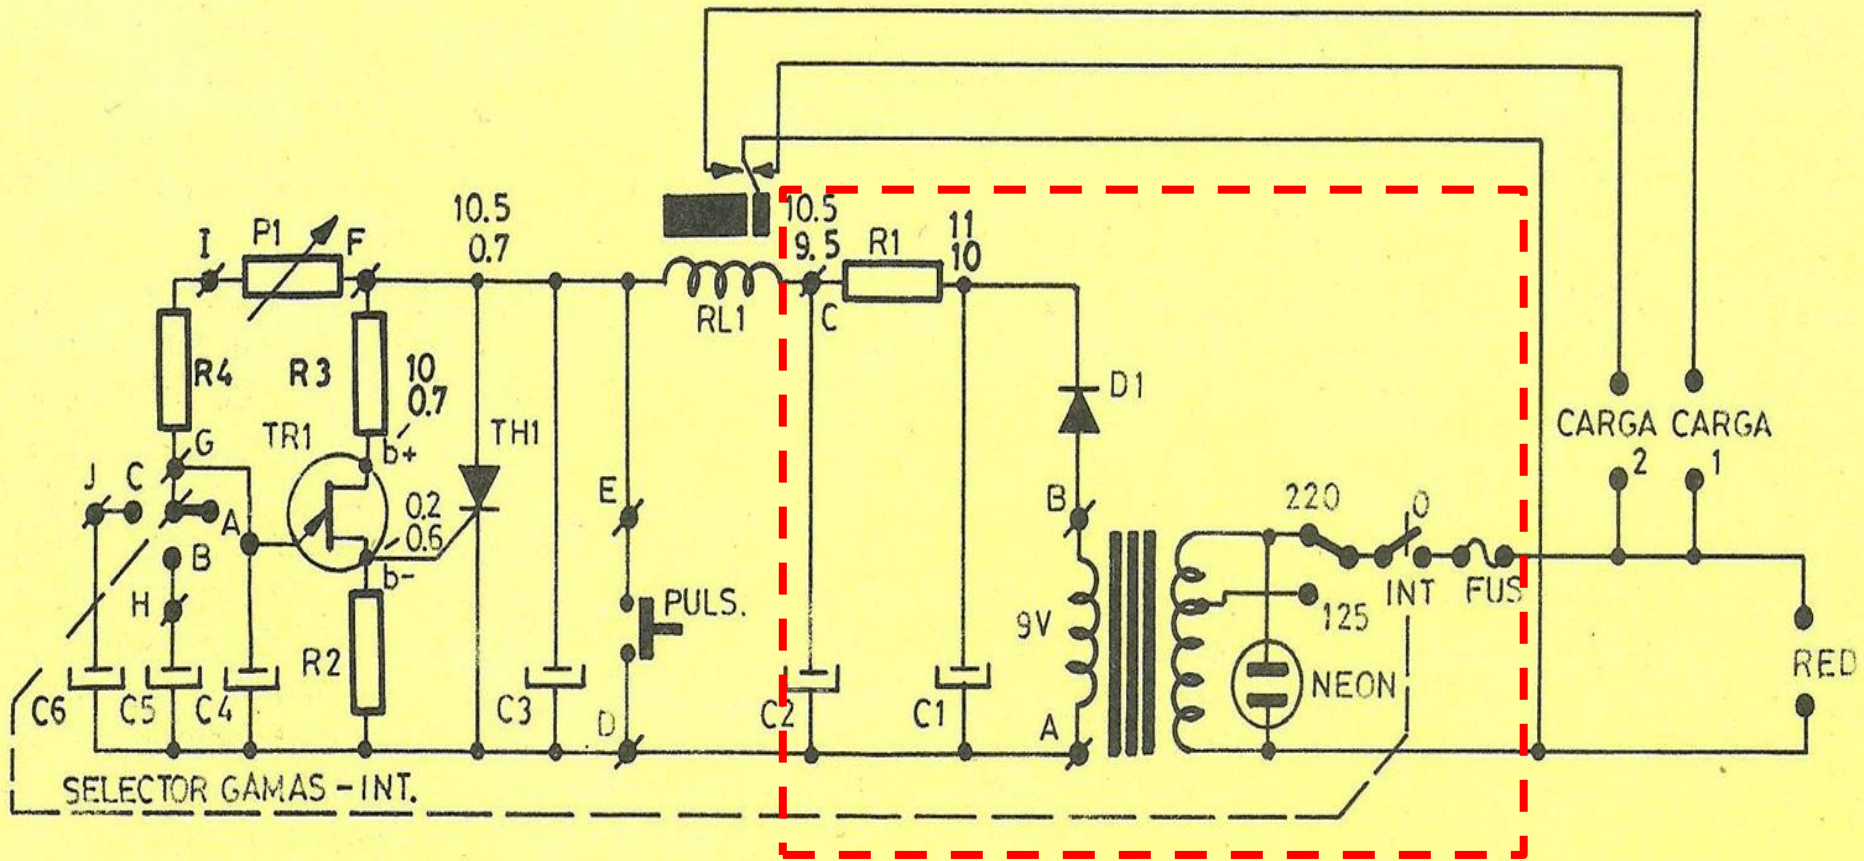 10.5
0.7
10.5
9.5
R1
11
10
I
P1
F
RL1
C
R4
R3
10
0.7
D1
CARGA CARGA
2 1
G
TR1
b+
TH1
J
C
A
0.2
0.6
E
B
220
O
B
b-
INT
FUS
H
PULS.
9V
125
R2
RED
NEON
C6
C5
C4
C3
D
C2
C1
A
SELECTOR GAMAS - INT.